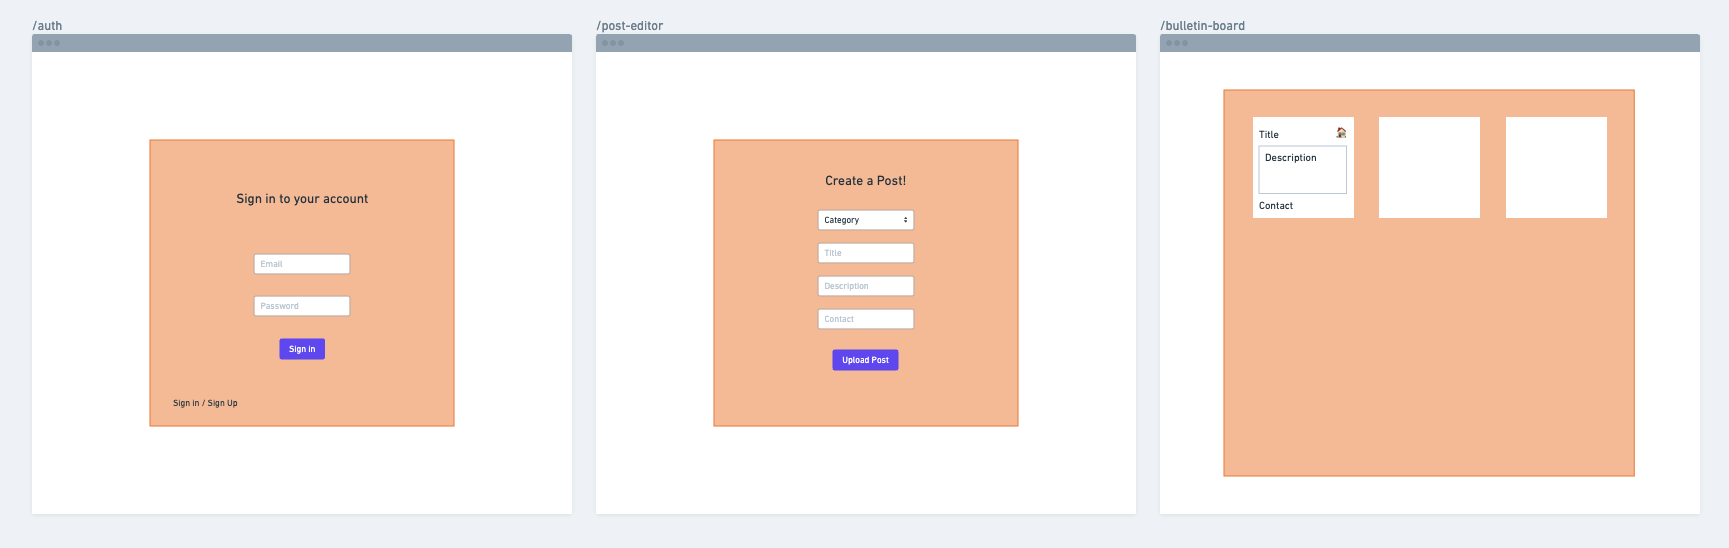 /auth
Sign in to your account
Email
Password
Sign in
Sign in / Sign Up
/post-editor
Create a Post!
Category
Title
Description
Contact
Upload Post
/bulletin-board
Title
Description
Contact